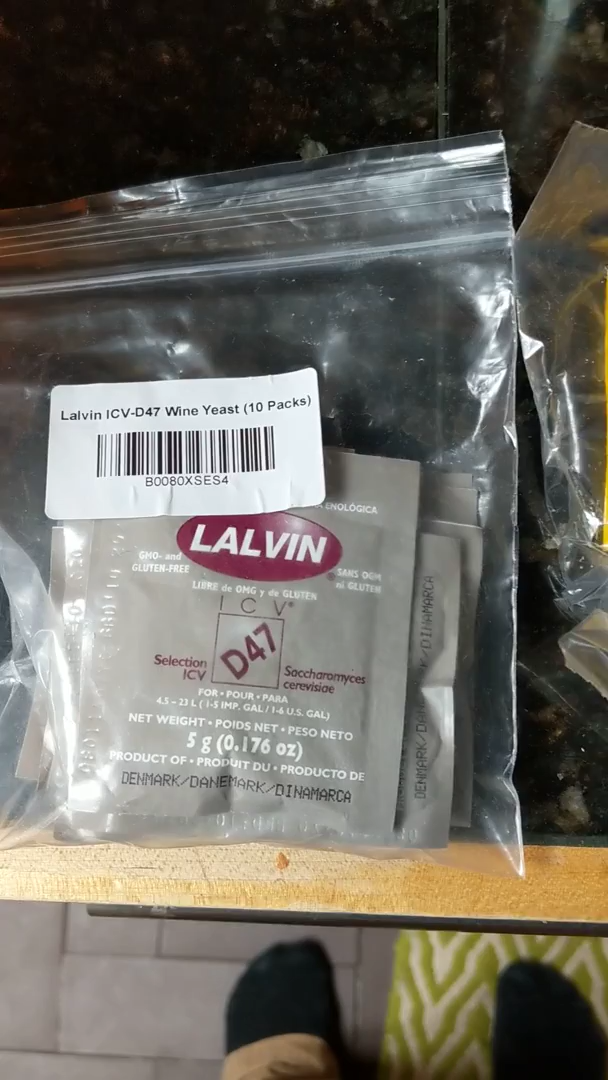 Lalvin ICV-D47 Wine Yeast (10 Packs)
B0080XSES4
ENOLÓGICA
LALVIN®
GMO- and
GLUTEN-FREE
SANS OGM
ni GLUTEN
LIBRE de OMG y de GLUTEN
ICV®
D47
Selection
ICV
Saccharomyces
cerevisiae
FOR • POUR • PARA
4.5 – 23 L (1-5 IMP. GAL / 1-6 U.S. GAL)
NET WEIGHT • POIDS NET • PESO NETO
5 g (0.176 oz)
PRODUCT OF • PRODUIT DU • PRODUCTO DE
DENMARK/DANEMARK/DINAMARCA
DENMARK/DANEMARK/DINAMARCA